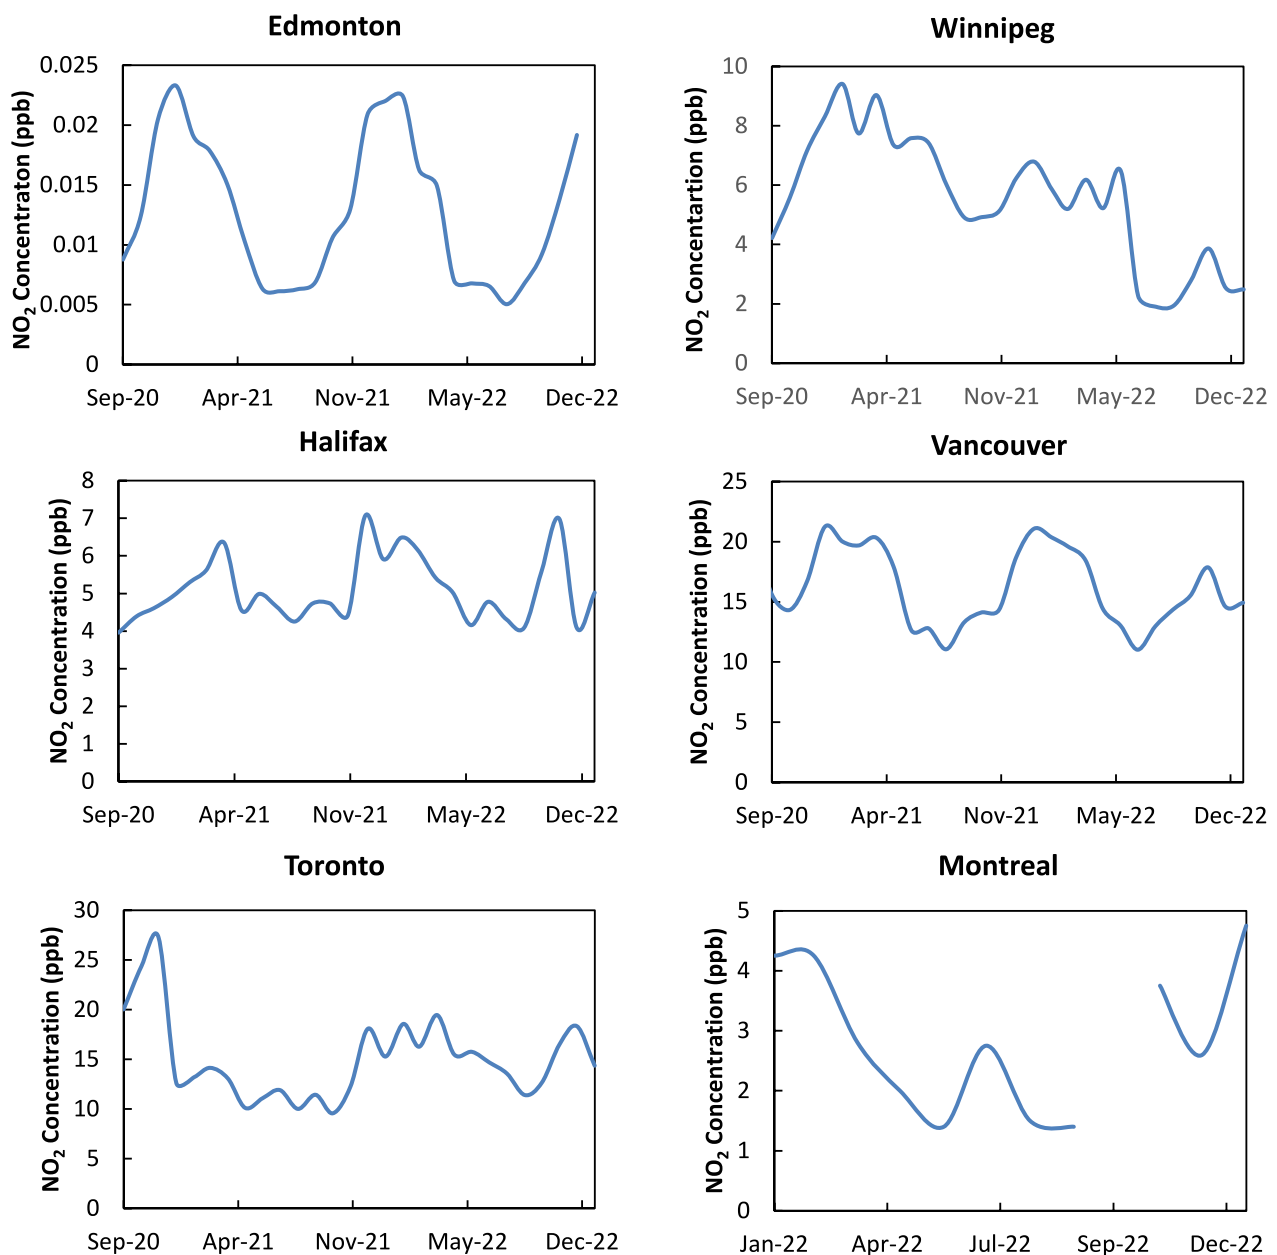 Edmonton
NO2 Concentraton (ppb)
0.025
0.02
0.015
0.01
0.005
0
Sep-20 Apr-21 Nov-21 May-22 Dec-22
Winnipeg
NO2 Concentartion (ppb)
10
8
6
4
2
0
Sep-20 Apr-21 Nov-21 May-22 Dec-22
Halifax
NO2 Concentration (ppb)
8
7
6
5
4
3
2
1
0
Sep-20 Apr-21 Nov-21 May-22 Dec-22
Vancouver
NO2 Concentration (ppb)
25
20
15
10
5
0
Sep-20 Apr-21 Nov-21 May-22 Dec-22
Toronto
NO2 Concentration (ppb)
30
25
20
15
10
5
0
Sep-20 Apr-21 Nov-21 May-22 Dec-22
Montreal
NO2 Concentration (ppb)
5
4
3
2
1
0
Jan-22 Apr-22 Jul-22 Sep-22 Dec-22